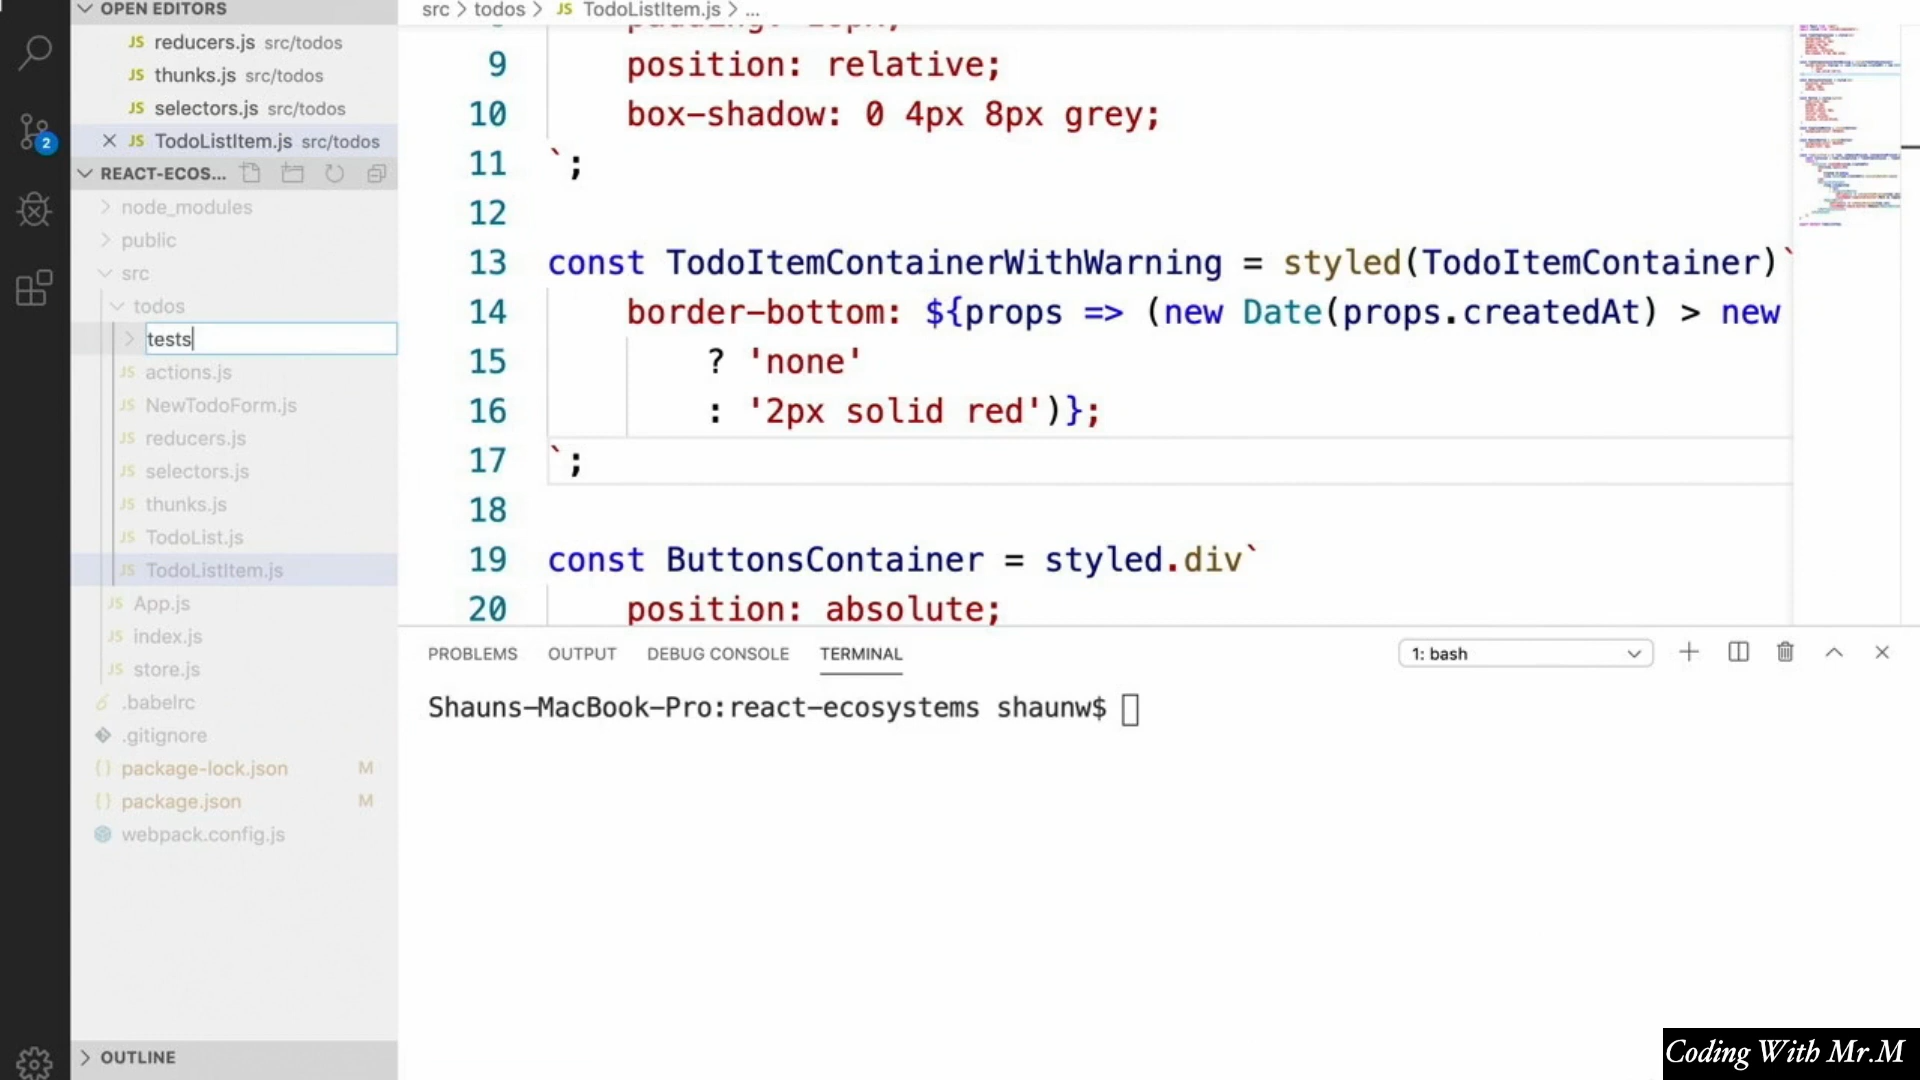 OPEN EDITORS
JS reducers.js src/todos
JS thunks.js src/todos
JS selectors.js src/todos
JS TodoListItem.js src/todos
REACT-ECOS...
node_modules
public
src
todos
tests
JS actions.js
JS NewTodoForm.js
JS reducers.js
JS selectors.js
JS thunks.js
JS TodoList.js
JS TodoListItem.js
JS App.js
JS index.js
JS store.js
.babelrc
.gitignore
{} package-lock.json M
{} package.json M
webpack.config.js
OUTLINE
2
src > todos > JS TodoListItem.js > ...
9 position: relative;
10 box-shadow: 0 4px 8px grey;
11 `;
12
13 const TodoItemContainerWithWarning = styled(TodoItemContainer)`
14 border-bottom: ${props => (new Date(props.createdAt) > new
15 ? 'none'
16 : '2px solid red')};
17 `;
18
19 const ButtonsContainer = styled.div`
20 position: absolute;
PROBLEMS OUTPUT DEBUG CONSOLE TERMINAL 1: bash
Shauns-MacBook-Pro:react-ecosystems shaunw$
Coding With Mr.M